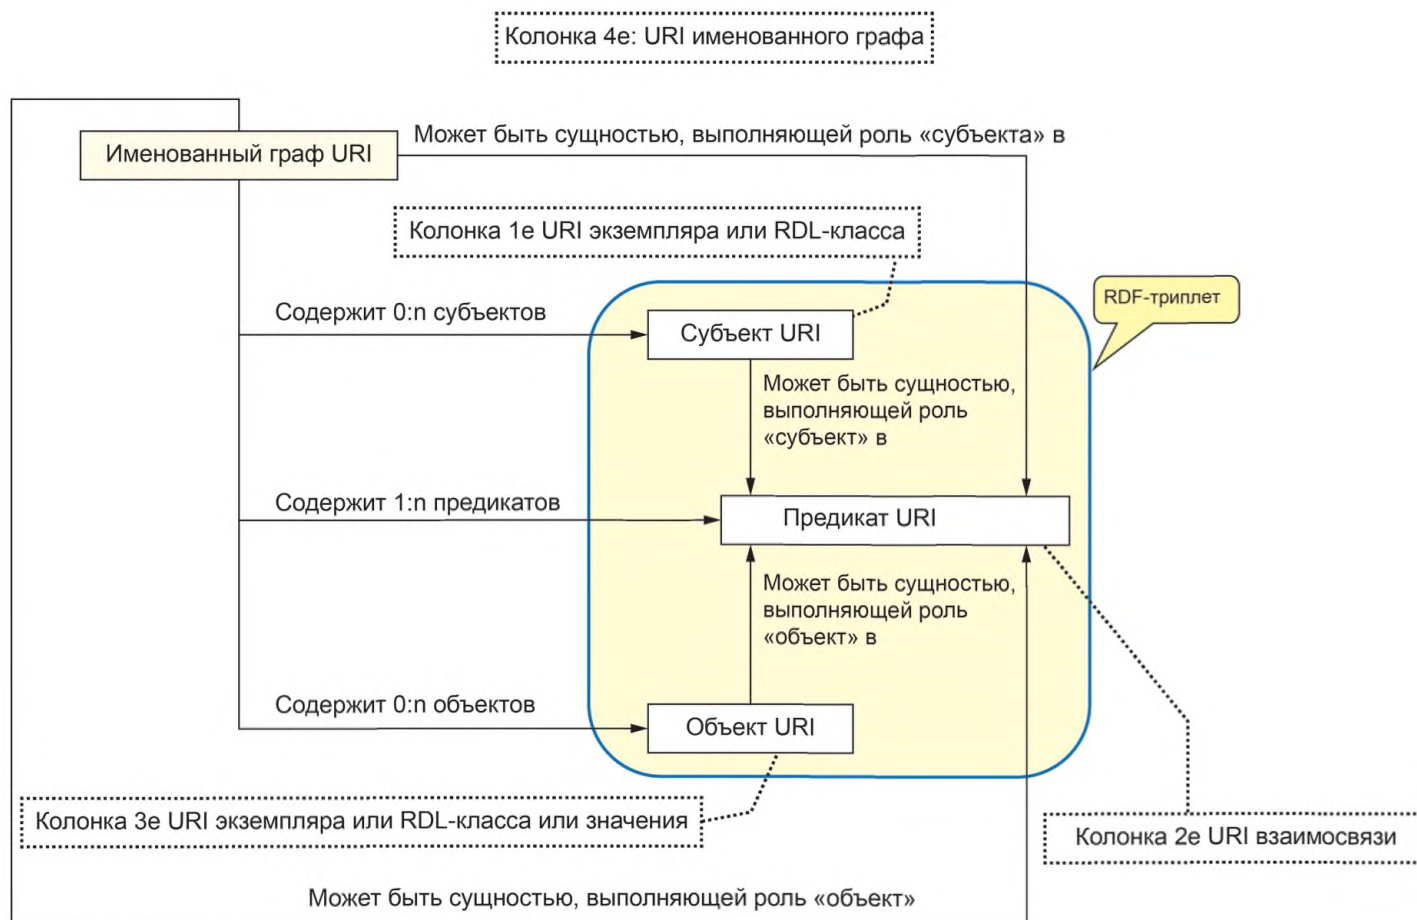 Колонка 4е: URI именованного графа
Может быть сущностью, выполняющей роль «субъекта» в
Именованный граф URI
Колонка 1е URI экземпляра или RDL-класса
RDF-триплет
Содержит 0:n субъектов
Субъект URI
Может быть сущностью,
выполняющей роль
«субъект» в
Содержит 1:n предикатов
Предикат URI
Может быть сущностью,
выполняющей роль
«объект» в
Содержит 0:n объектов
Объект URI
Колонка 3е URI экземпляра или RDL-класса или значения
Колонка 2е URI взаимосвязи
Может быть сущностью, выполняющей роль «объект»